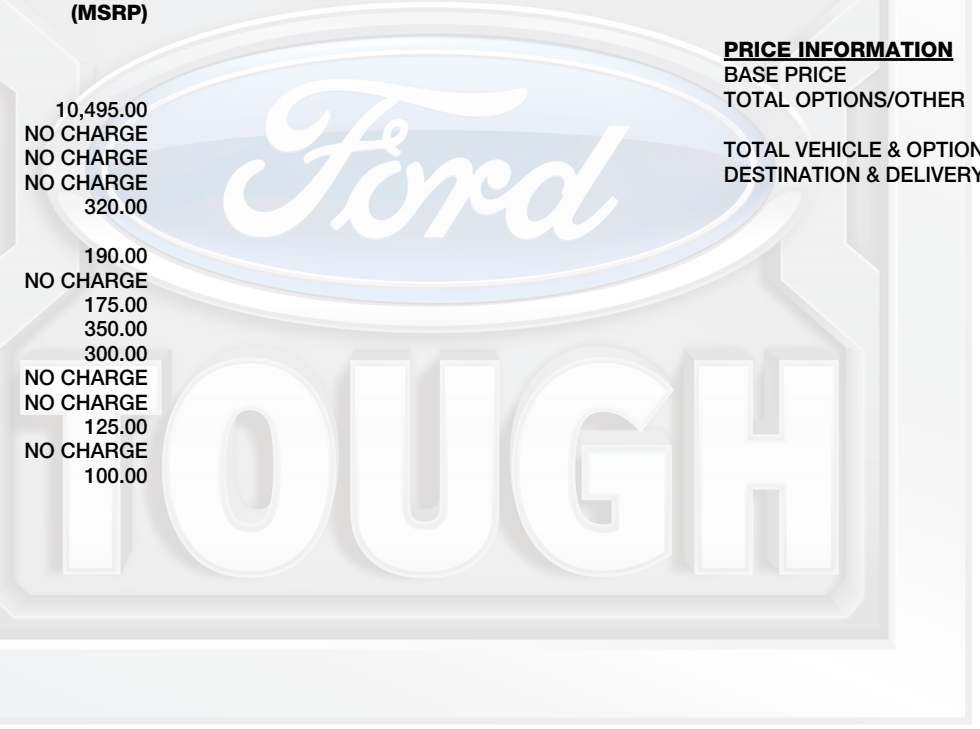 (MSRP)
10,495.00
NO CHARGE
NO CHARGE
NO CHARGE
320.00
190.00
NO CHARGE
175.00
350.00
300.00
NO CHARGE
NO CHARGE
125.00
NO CHARGE
100.00
PRICE INFORMATION
BASE PRICE
TOTAL OPTIONS/OTHER
TOTAL VEHICLE & OPTION
DESTINATION & DELIVERY
Ford
TOUGH